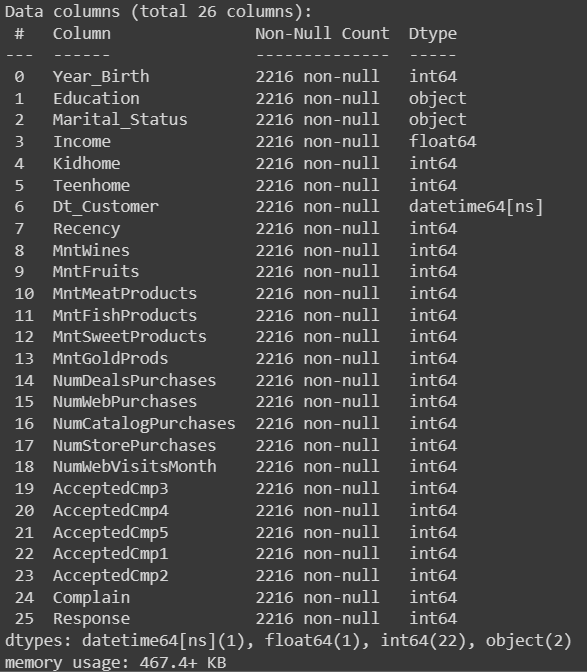 Data columns (total 26 columns):
 #   Column               Non-Null Count  Dtype
---  ------               --------------  -----
 0   Year_Birth           2216 non-null   int64
 1   Education            2216 non-null   object
 2   Marital_Status       2216 non-null   object
 3   Income               2216 non-null   float64
 4   Kidhome              2216 non-null   int64
 5   Teenhome             2216 non-null   int64
 6   Dt_Customer          2216 non-null   datetime64[ns]
 7   Recency              2216 non-null   int64
 8   MntWines             2216 non-null   int64
 9   MntFruits            2216 non-null   int64
 10  MntMeatProducts      2216 non-null   int64
 11  MntFishProducts      2216 non-null   int64
 12  MntSweetProducts     2216 non-null   int64
 13  MntGoldProds         2216 non-null   int64
 14  NumDealsPurchases    2216 non-null   int64
 15  NumWebPurchases      2216 non-null   int64
 16  NumCatalogPurchases  2216 non-null   int64
 17  NumStorePurchases    2216 non-null   int64
 18  NumWebVisitsMonth    2216 non-null   int64
 19  AcceptedCmp3         2216 non-null   int64
 20  AcceptedCmp4         2216 non-null   int64
 21  AcceptedCmp5         2216 non-null   int64
 22  AcceptedCmp1         2216 non-null   int64
 23  AcceptedCmp2         2216 non-null   int64
 24  Complain             2216 non-null   int64
 25  Response             2216 non-null   int64
dtypes: datetime64[ns](1), float64(1), int64(22), object(2)
memory usage: 467.4+ KB